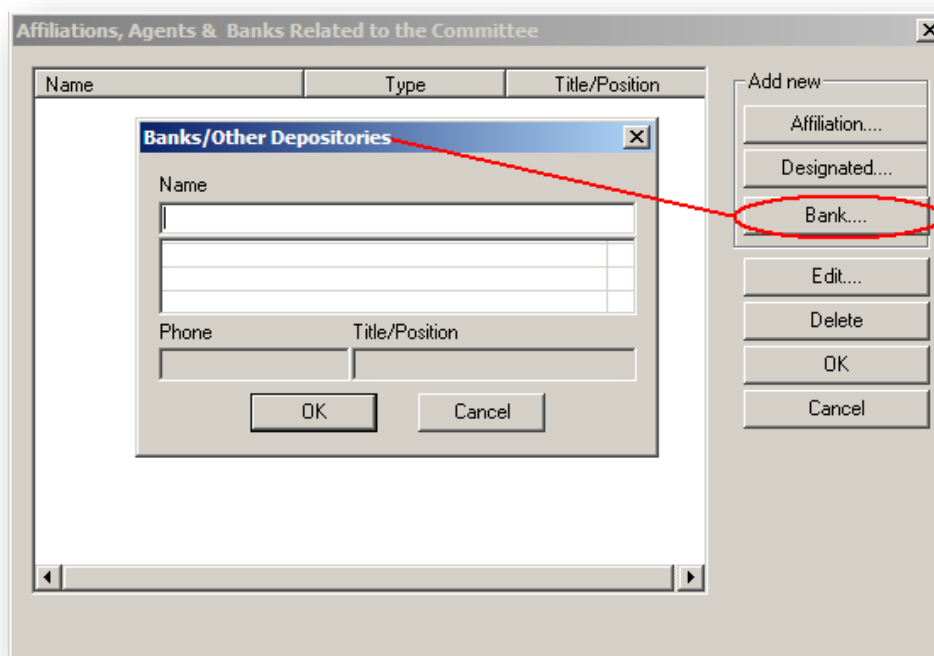 Affiliations, Agents & Banks Related to the Committee
Name Type Title/Position
Add new
Affiliation....
Designated....
Bank....
Edit....
Delete
OK
Cancel
Banks/Other Depositories
Name
Phone Title/Position
OK Cancel